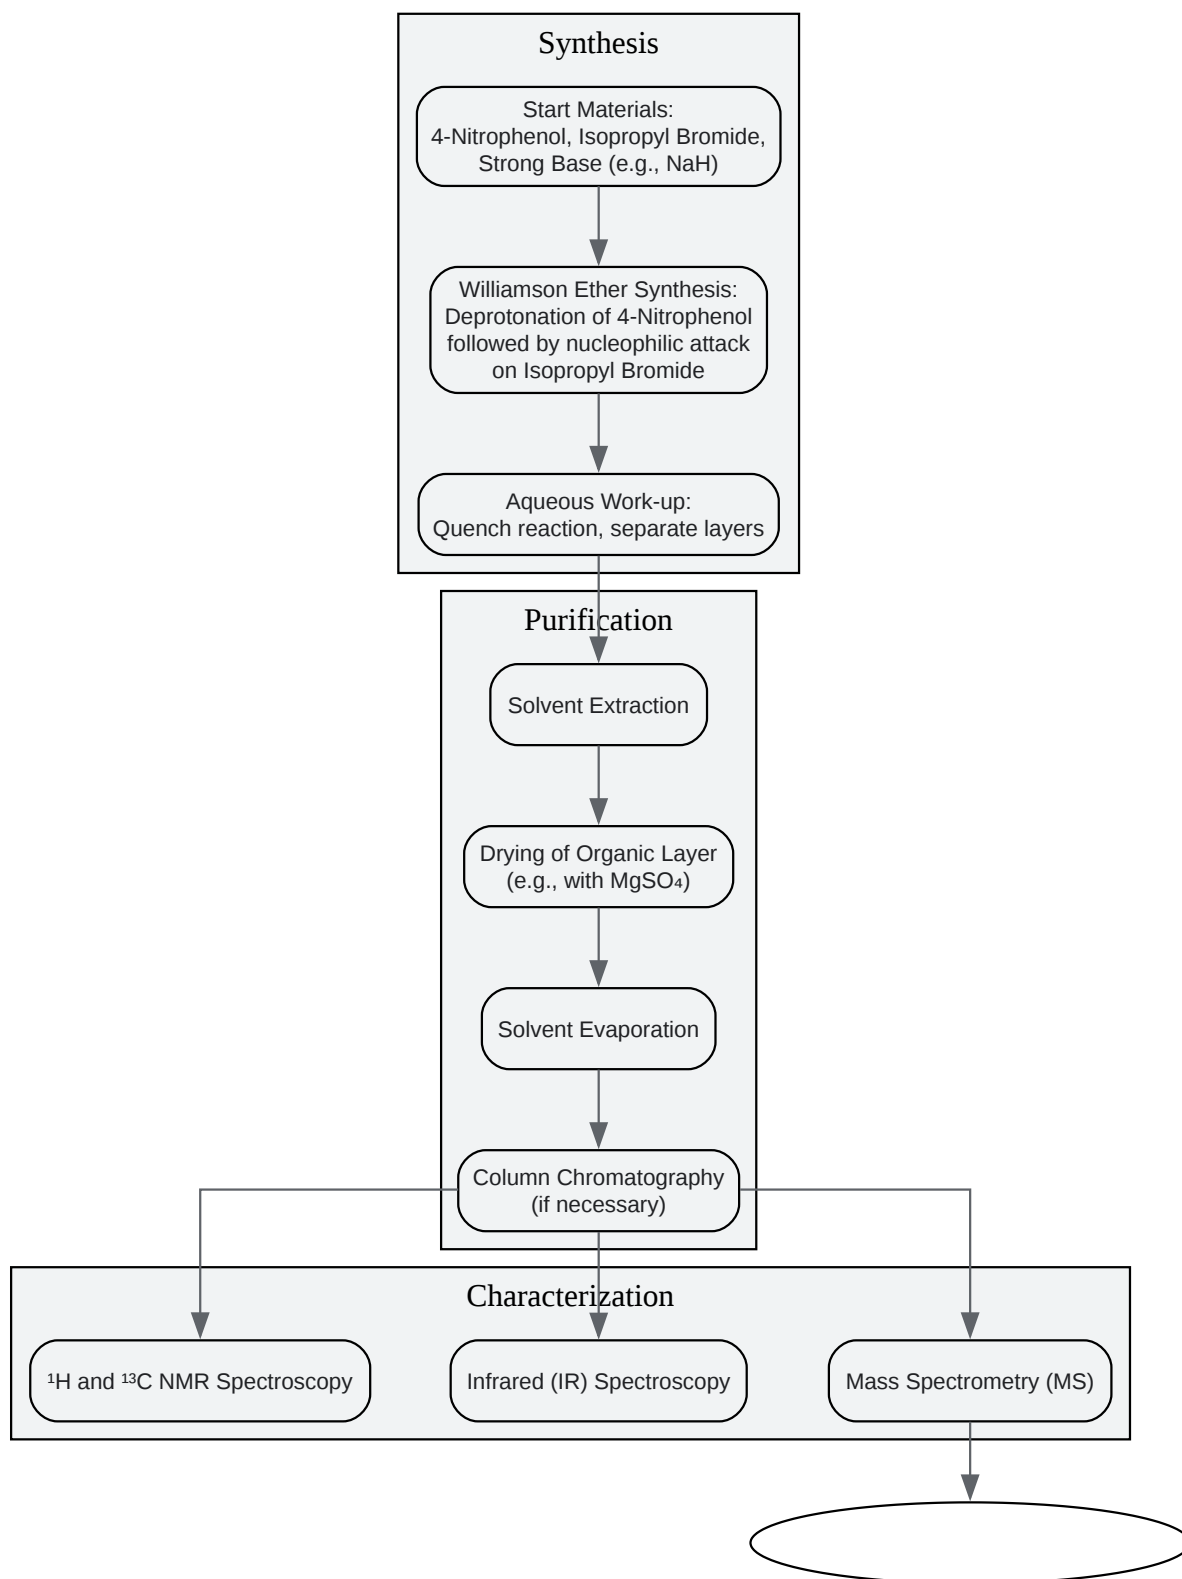 Synthesis
Start Materials:
4-Nitrophenol, Isopropyl Bromide,
Strong Base (e.g., NaH)
Williamson Ether Synthesis:
Deprotonation of 4-Nitrophenol
followed by nucleophilic attack
on Isopropyl Bromide
Aqueous Work-up:
Quench reaction, separate layers
Purification
Solvent Extraction
Drying of Organic Layer
(e.g., with MgSO₄)
Solvent Evaporation
Column Chromatography
(if necessary)
Characterization
¹H and ¹³C NMR Spectroscopy
Infrared (IR) Spectroscopy
Mass Spectrometry (MS)